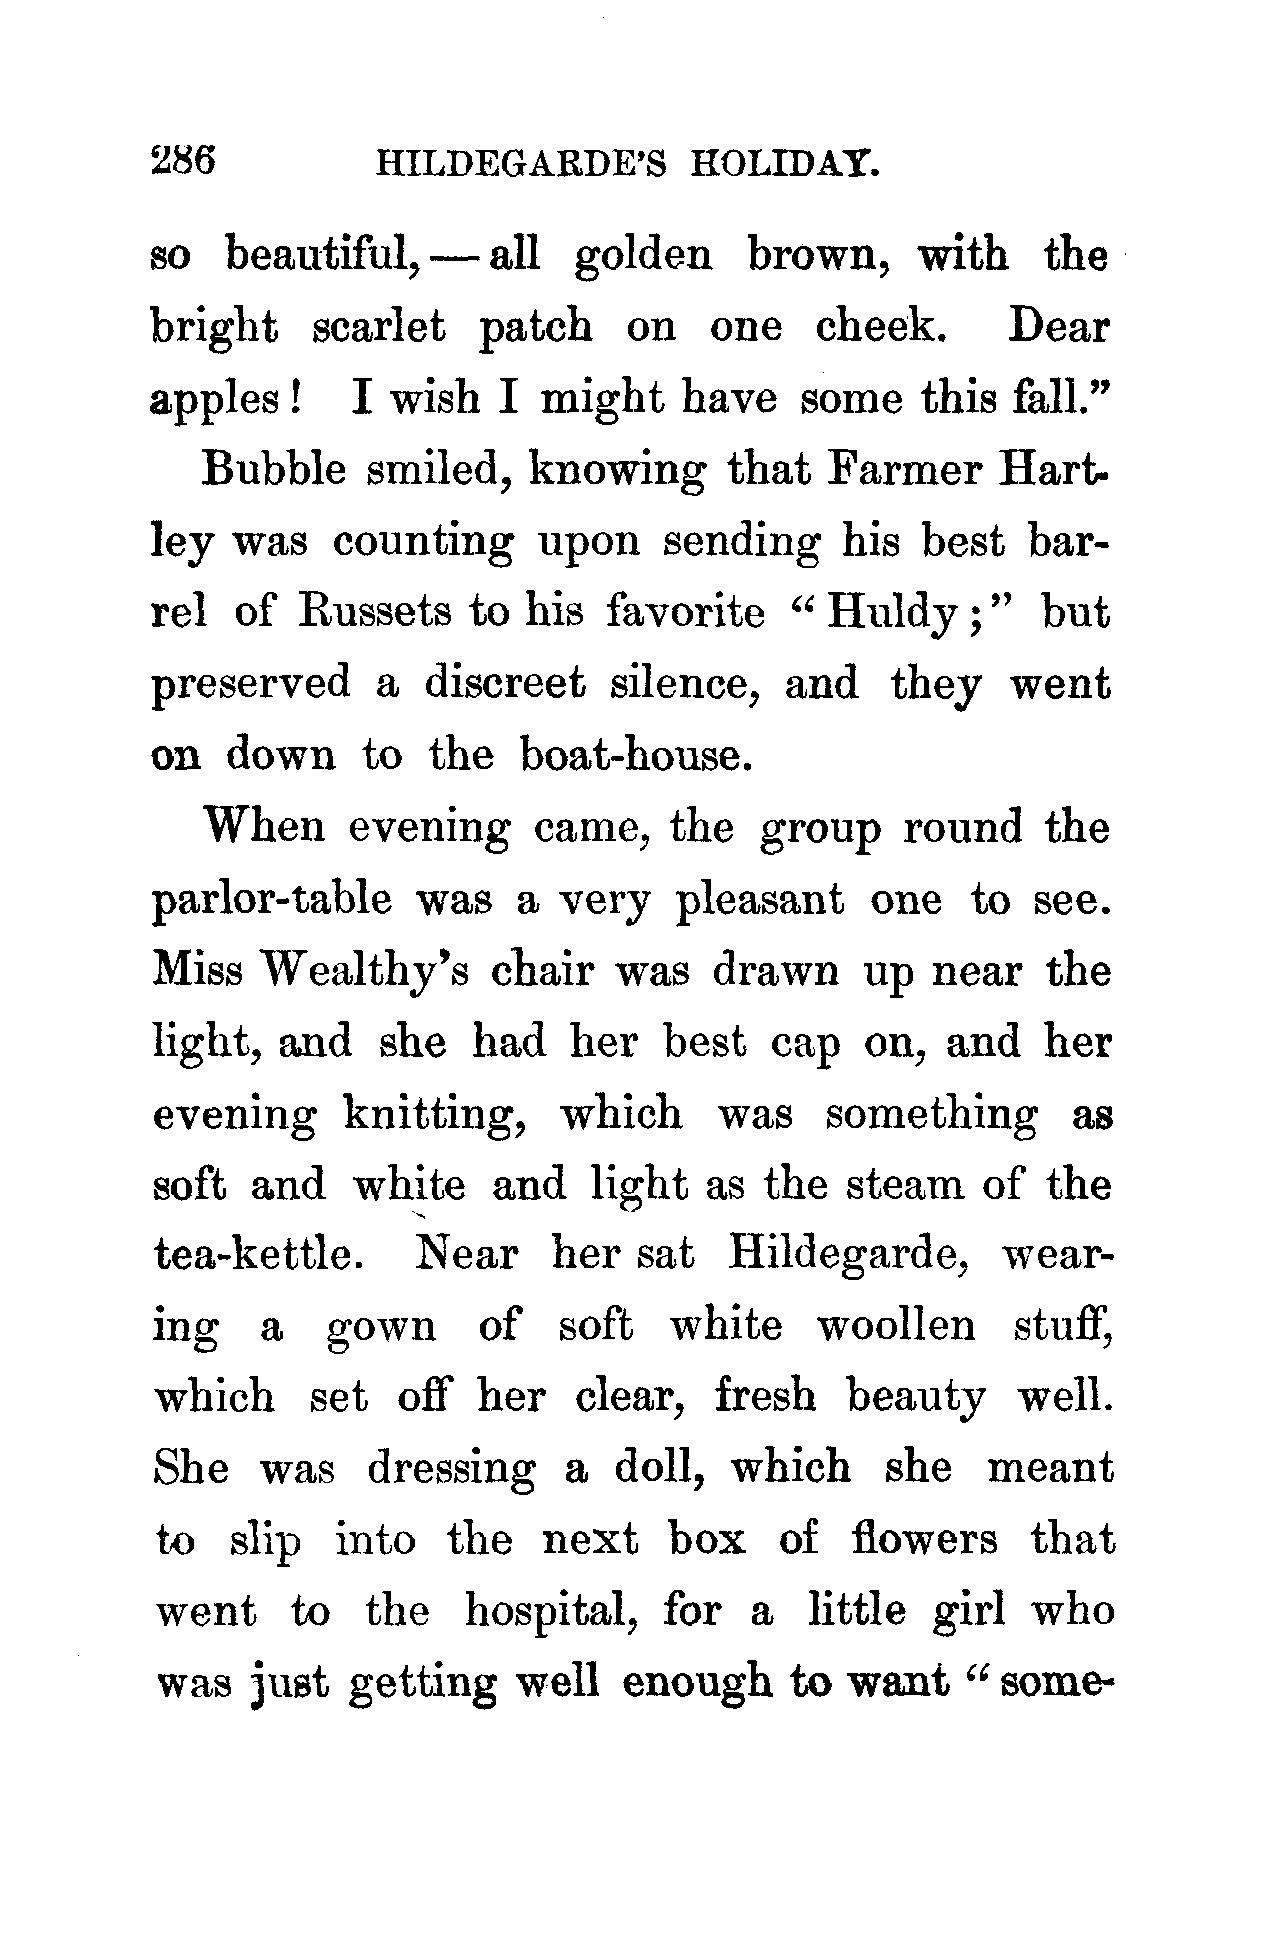 286 HILDEGARDE'S HOLIDAY.
so beautiful, — all golden brown, with the
bright scarlet patch on one cheek. Dear
apples! I wish I might have some this fall."
Bubble smiled, knowing that Farmer Hart-
ley was counting upon sending his best bar-
rel of Russets to his favorite "Huldy;" but
preserved a discreet silence, and they went
on down to the boat-house.
When evening came, the group round the
parlor-table was a very pleasant one to see.
Miss Wealthy's chair was drawn up near the
light, and she had her best cap on, and her
evening knitting, which was something as
soft and white and light as the steam of the
tea-kettle. Near her sat Hildegarde, wear-
ing a gown of soft white woollen stuff,
which set off her clear, fresh beauty well.
She was dressing a doll, which she meant
to slip into the next box of flowers that
went to the hospital, for a little girl who
was just getting well enough to want "some-